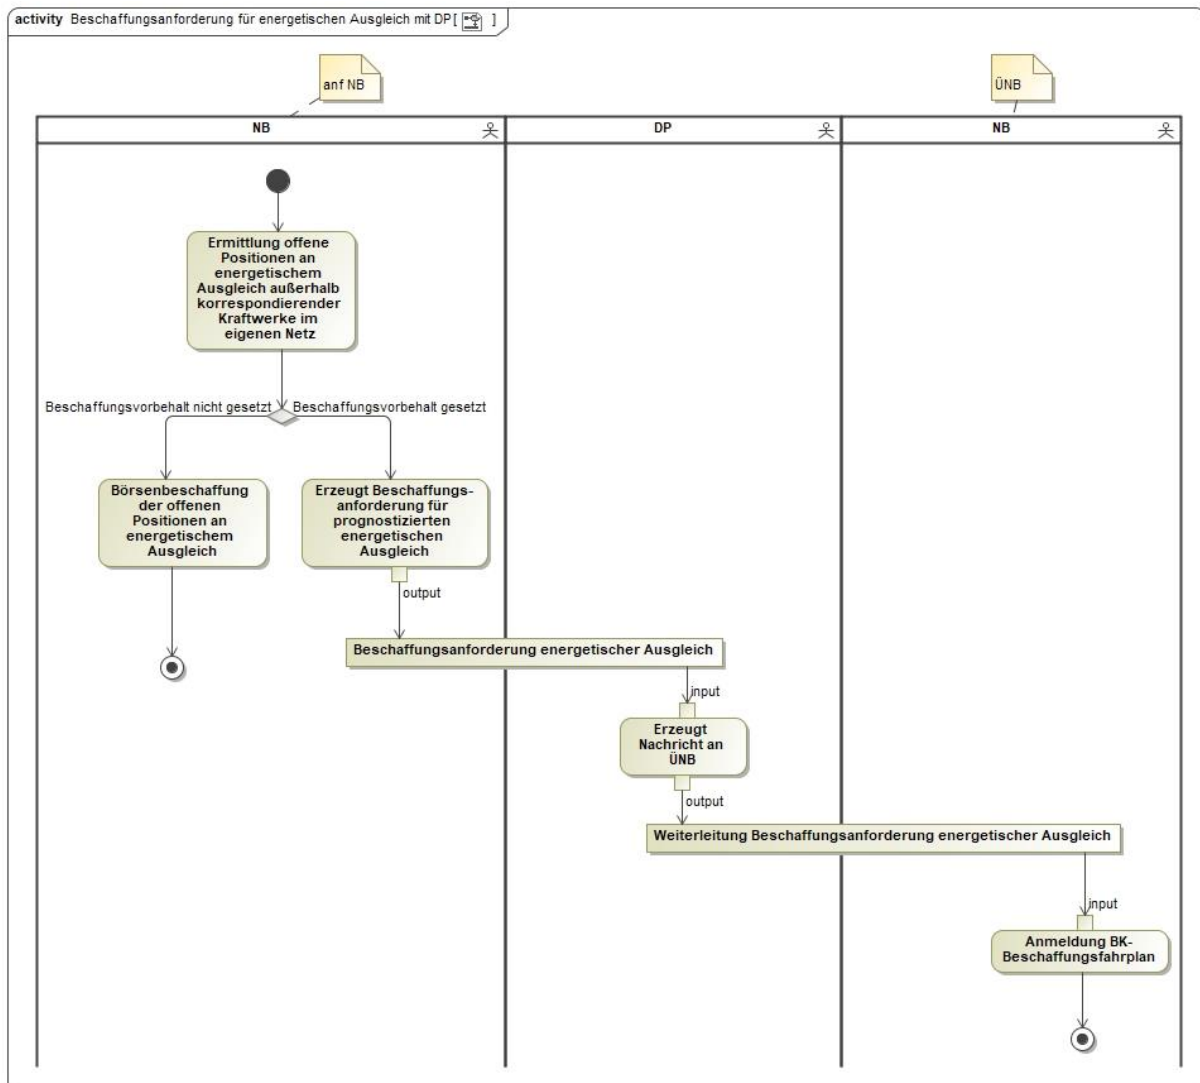 activity Beschaffungsanforderung für energetischen Ausgleich mit DP [ ]
anf NB
ÜNB
NB
DP
NB
Ermittlung offene
Positionen an
energetischem
Ausgleich außerhalb
korrespondierender
Kraftwerke im
eigenen Netz
Beschaffungsvorbehalt nicht gesetzt
Beschaffungsvorbehalt gesetzt
Börsenbeschaffung
der offenen
Positionen an
energetischem
Ausgleich
Erzeugt Beschaffungs-
anforderung für
prognostizierten
energetischen
Ausgleich
output
Beschaffungsanforderung energetischer Ausgleich
input
Erzeugt
Nachricht an
ÜNB
output
Weiterleitung Beschaffungsanforderung energetischer Ausgleich
input
Anmeldung BK-
Beschaffungsfahrplan